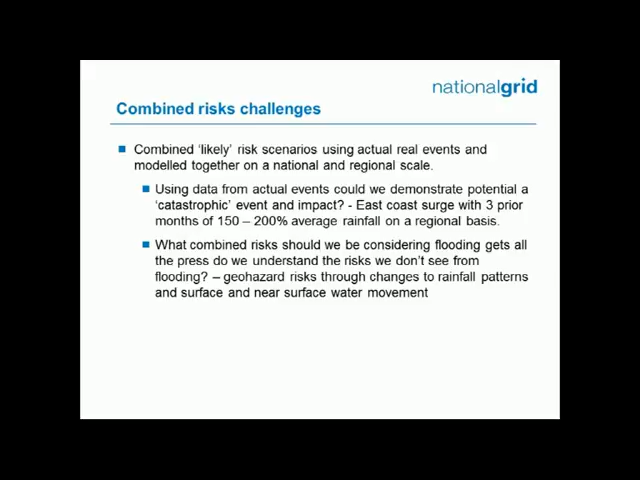 nationalgrid
Combined risks challenges
Combined ‘likely’ risk scenarios using actual real events and
modelled together on a national and regional scale.
Using data from actual events could we demonstrate potential a
‘catastrophic’ event and impact? - East coast surge with 3 prior
months of 150 – 200% average rainfall on a regional basis.
What combined risks should we be considering flooding gets all
the press do we understand the risks we don’t see from
flooding? – geohazard risks through changes to rainfall patterns
and surface and near surface water movement